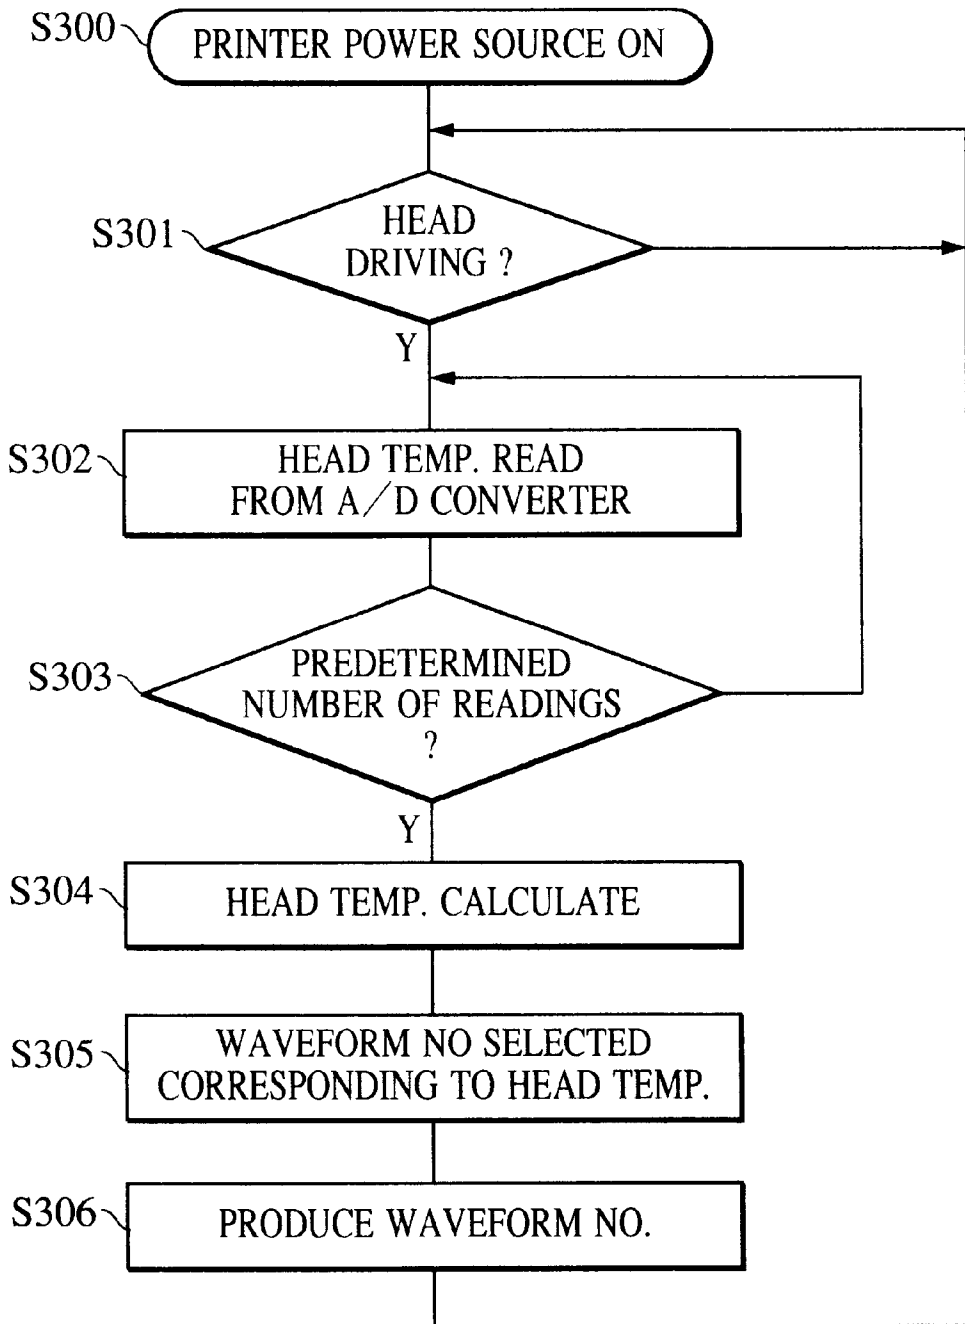 S300
PRINTER POWER SOURCE ON
S301
HEAD
DRIVING ?
Y
S302
HEAD TEMP. READ
FROM A/D CONVERTER
S303
PREDETERMINED
NUMBER OF READINGS
?
Y
S304
HEAD TEMP. CALCULATE
S305
WAVEFORM NO SELECTED
CORRESPONDING TO HEAD TEMP.
S306
PRODUCE WAVEFORM NO.